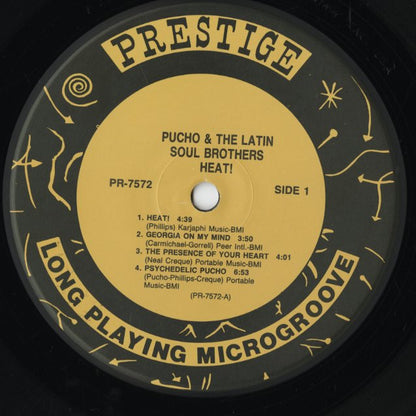 PRESTIGE
PUCHO & THE LATIN
SOUL BROTHERS
HEAT!
PR-7572
SIDE 1
1. HEAT! 4:39
(Phillips) Karjaphi Music-BMI
2. GEORGIA ON MY MIND 3:50
(Carmichael-Gorrell) Peer Intl.-BMI
3. THE PRESENCE OF YOUR HEART 4:01
(Neal Creque) Portable Music-BMI
4. PSYCHEDELIC PUCHO 6:53
(Pucho-Phillips-Creque) Portable
Music-BMI
(PR-7572-A)
LONG PLAYING MICROGROOVE